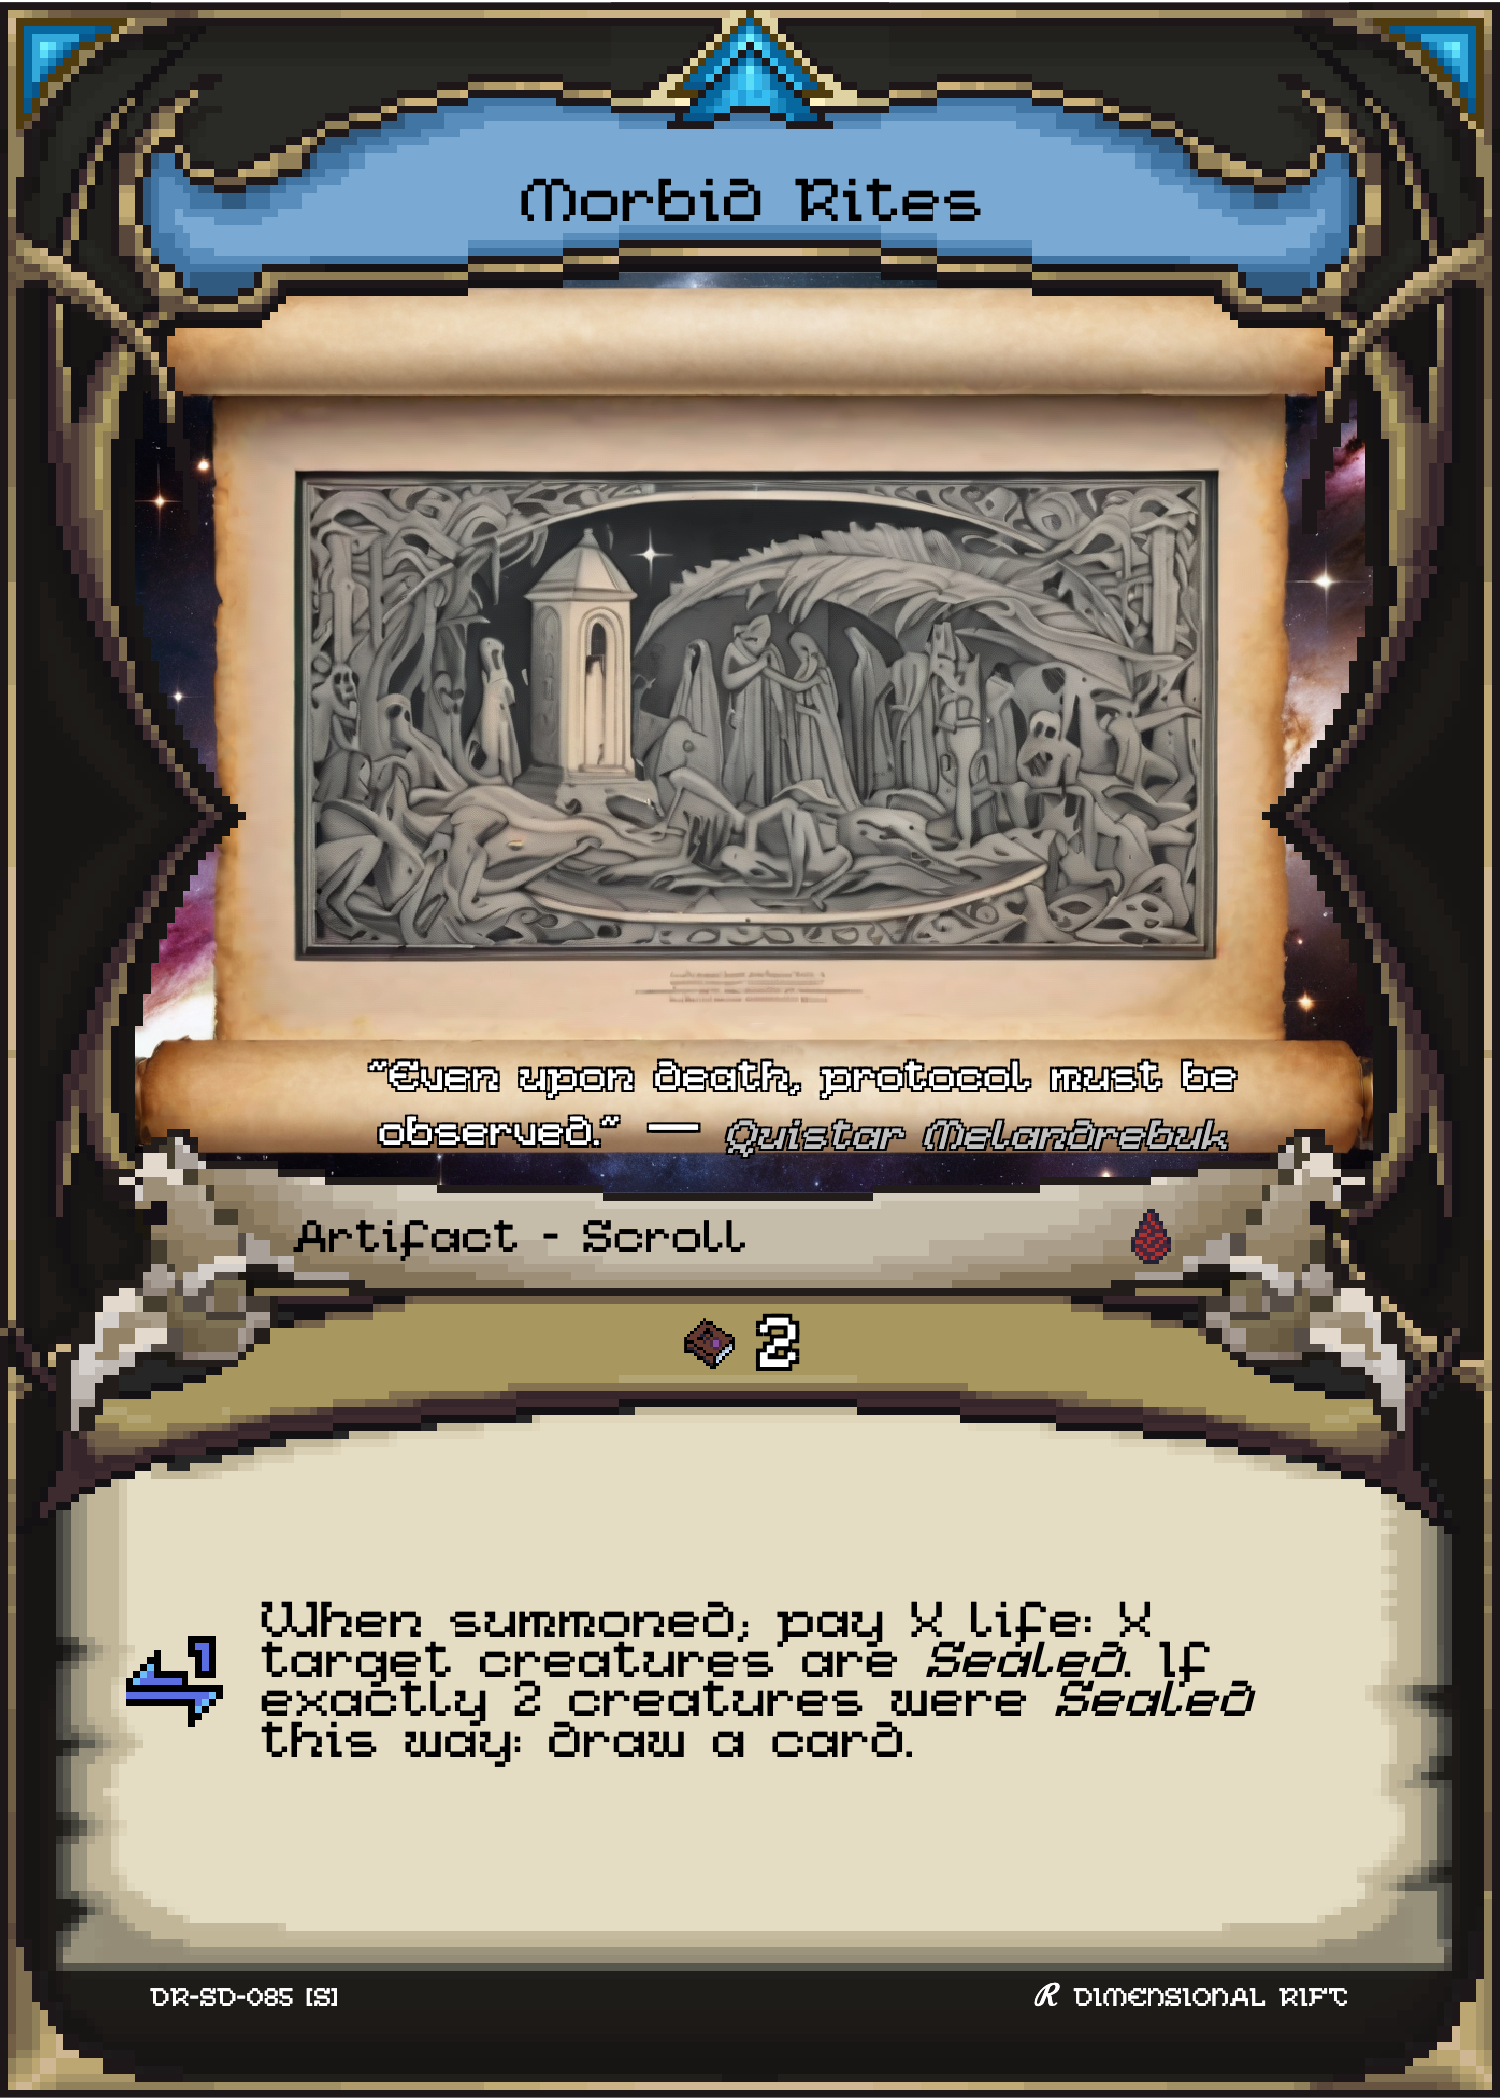 Morbid Rites
"Even upon death, protocol must be
observed." — Quistar Melandrebuk
Artifact - Scroll
2
1
When summoned; pay X life: X
target creatures are Sealed. If
exactly 2 creatures were Sealed
this way: draw a card.
DR-SD-085 [S]
R DIMENSIONAL RIFT